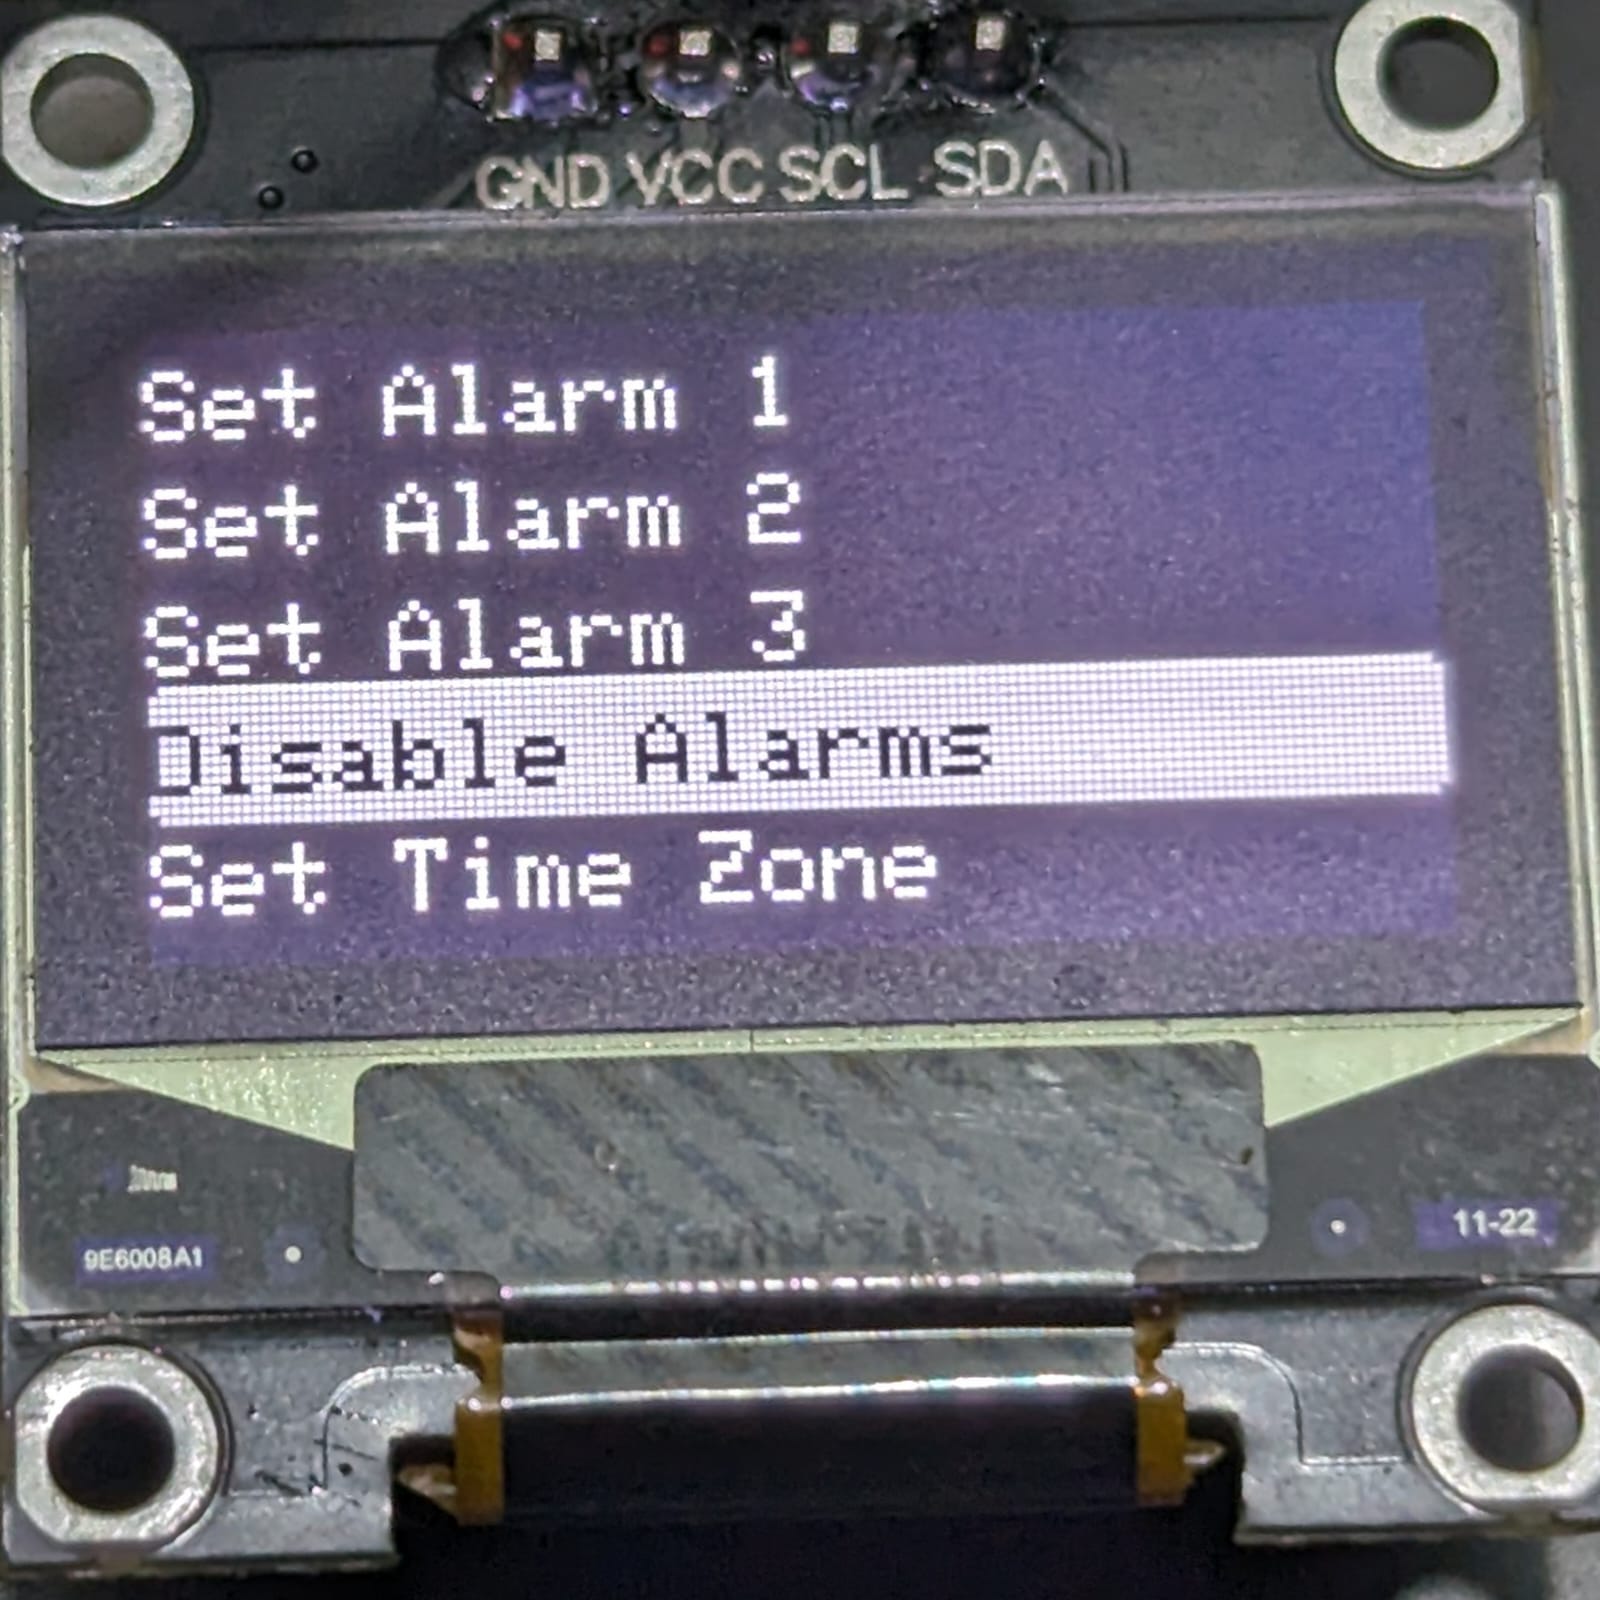 GND VCC SCL SDA
Set Alarm 1
Set Alarm 2
Set Alarm 3
Disable Alarms
Set Time Zone
9E6008A1
11-22